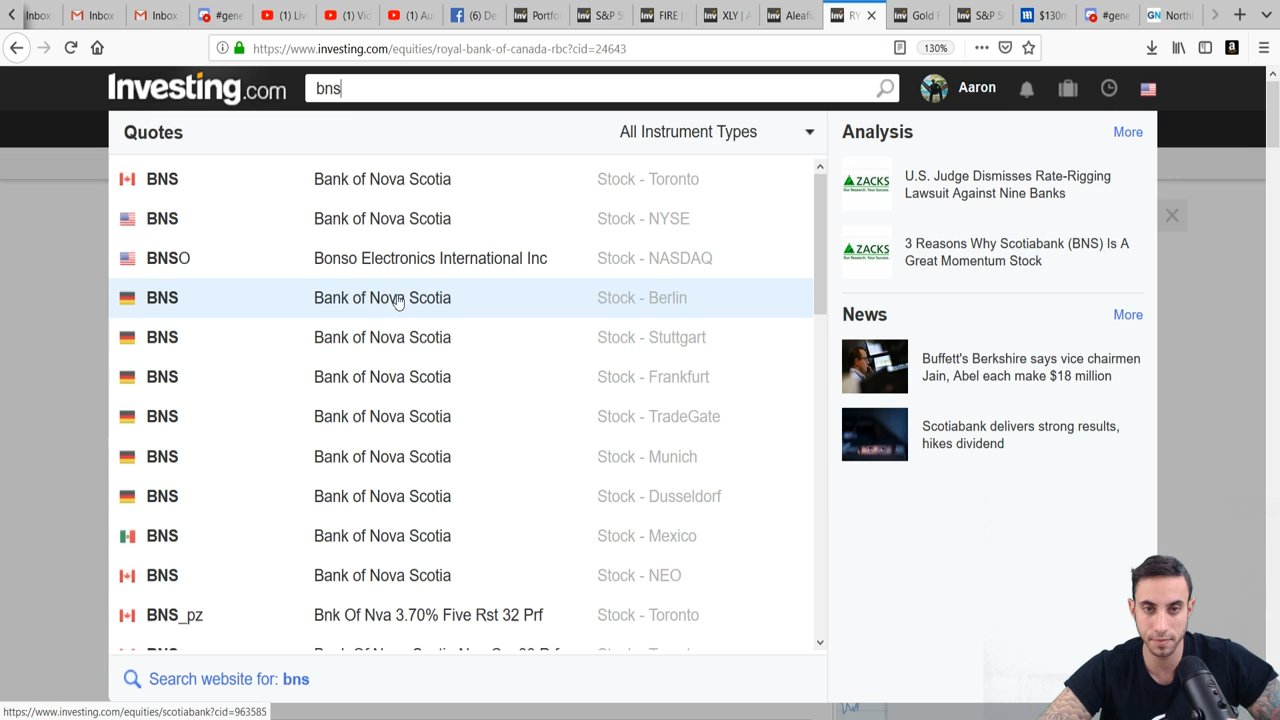 Inbox
Inbox
Inbox
#gene
(1) Liv
(1) Vid
(1) Au
(6) De
Portfo
S&P 5
FIRE |
XLY | A
Aleafi
RY
Gold F
S&P 5
$130m
#gene
North
https://www.investing.com/equities/royal-bank-of-canada-rbc?cid=24643
130%
Investing.com
bns
Aaron
Quotes
All Instrument Types
BNS Bank of Nova Scotia Stock - Toronto
BNS Bank of Nova Scotia Stock - NYSE
BNSO Bonso Electronics International Inc Stock - NASDAQ
BNS Bank of Nova Scotia Stock - Berlin
BNS Bank of Nova Scotia Stock - Stuttgart
BNS Bank of Nova Scotia Stock - Frankfurt
BNS Bank of Nova Scotia Stock - TradeGate
BNS Bank of Nova Scotia Stock - Munich
BNS Bank of Nova Scotia Stock - Dusseldorf
BNS Bank of Nova Scotia Stock - Mexico
BNS Bank of Nova Scotia Stock - NEO
BNS_pz Bnk Of Nva 3.70% Five Rst 32 Prf Stock - Toronto
Search website for: bns
Analysis
More
ZACKS
U.S. Judge Dismisses Rate-Rigging
Lawsuit Against Nine Banks
ZACKS
3 Reasons Why Scotiabank (BNS) Is A
Great Momentum Stock
News
More
Buffett's Berkshire says vice chairmen
Jain, Abel each make $18 million
Scotiabank delivers strong results,
hikes dividend
https://www.investing.com/equities/scotiabank?cid=963585